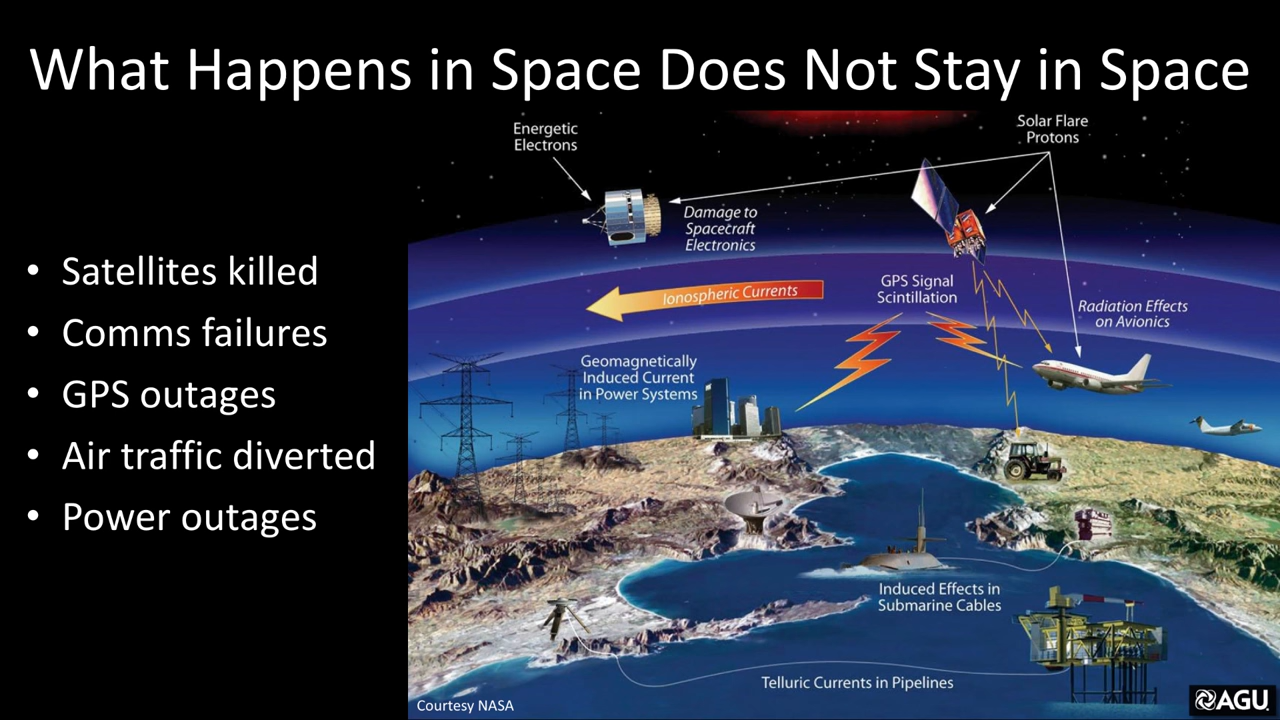 What Happens in Space Does Not Stay in Space
• Satellites killed
• Comms failures
• GPS outages
• Air traffic diverted
• Power outages
Energetic
Electrons
Solar Flare
Protons
Damage to
Spacecraft
Electronics
GPS Signal
Scintillation
Ionospheric Currents
Radiation Effects
on Avionics
Geomagnetically
Induced Current
in Power Systems
Induced Effects in
Submarine Cables
Telluric Currents in Pipelines
Courtesy NASA
AGU